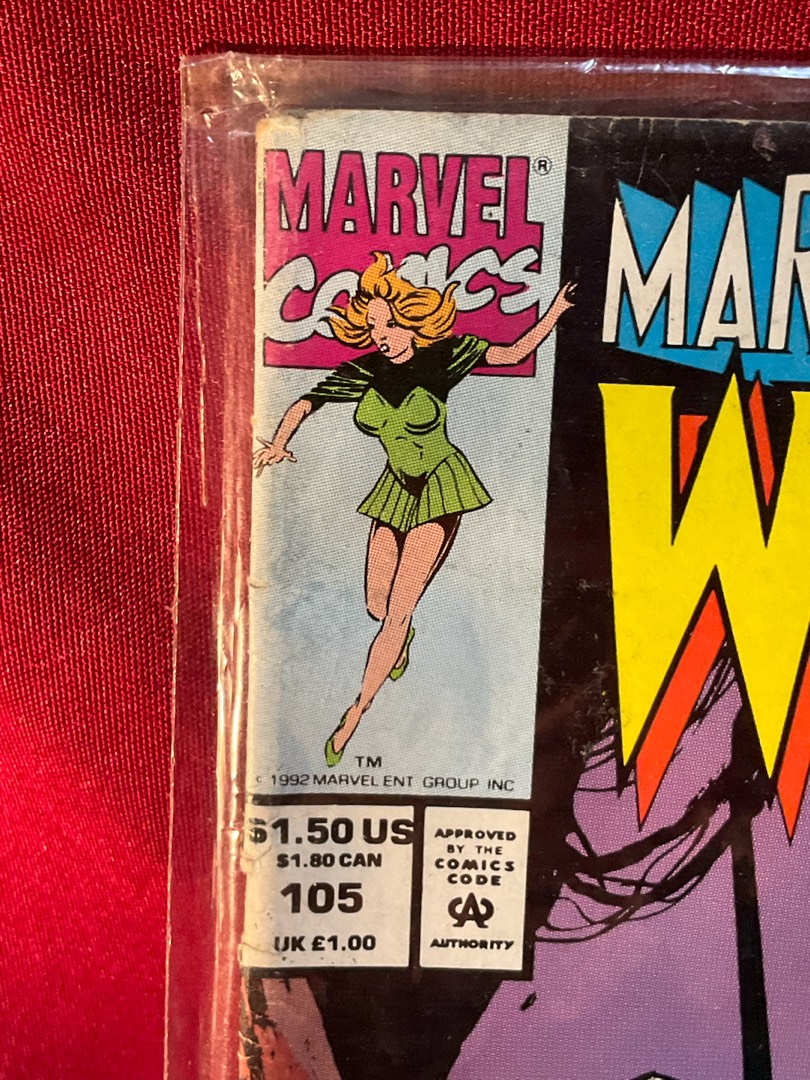 MARVEL ®
COMICS
MAR
W
TM
© 1992 MARVEL ENT GROUP INC
$1.50 US
$1.80 CAN
105
UK £1.00
APPROVED
BY THE
COMICS
CODE
CA
AUTHORITY